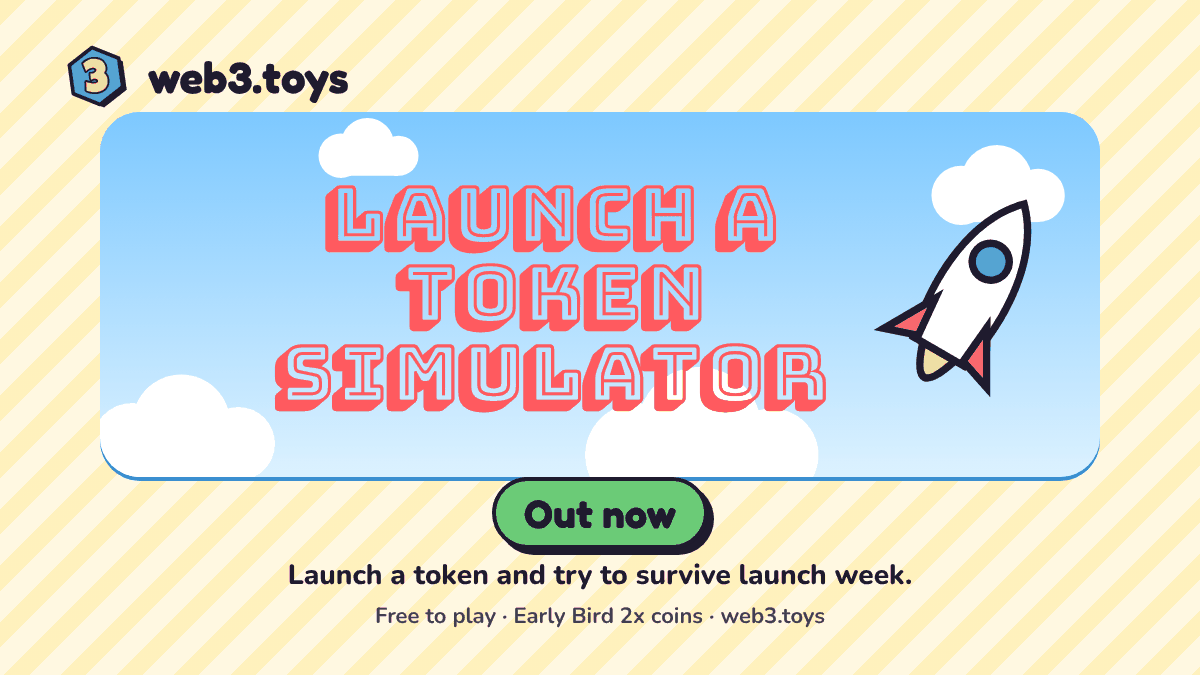 3 web3.toys
LAUNCH A
TOKEN
SIMULATOR
Out now
Launch a token and try to survive launch week.
Free to play · Early Bird 2x coins · web3.toys